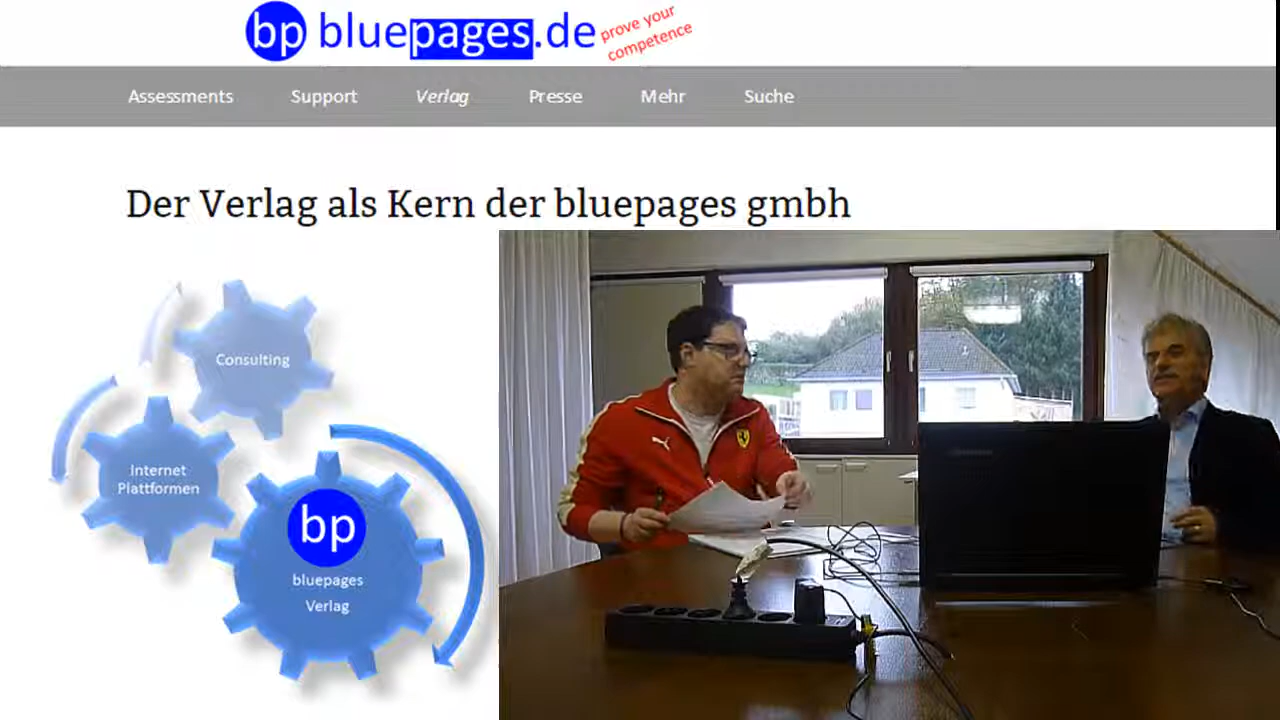 bp bluepages.de
prove your
competence
Assessments Support Verlag Presse Mehr Suche
Der Verlag als Kern der bluepages gmbh
Consulting
Internet
Plattformen
bp
bluepages
Verlag